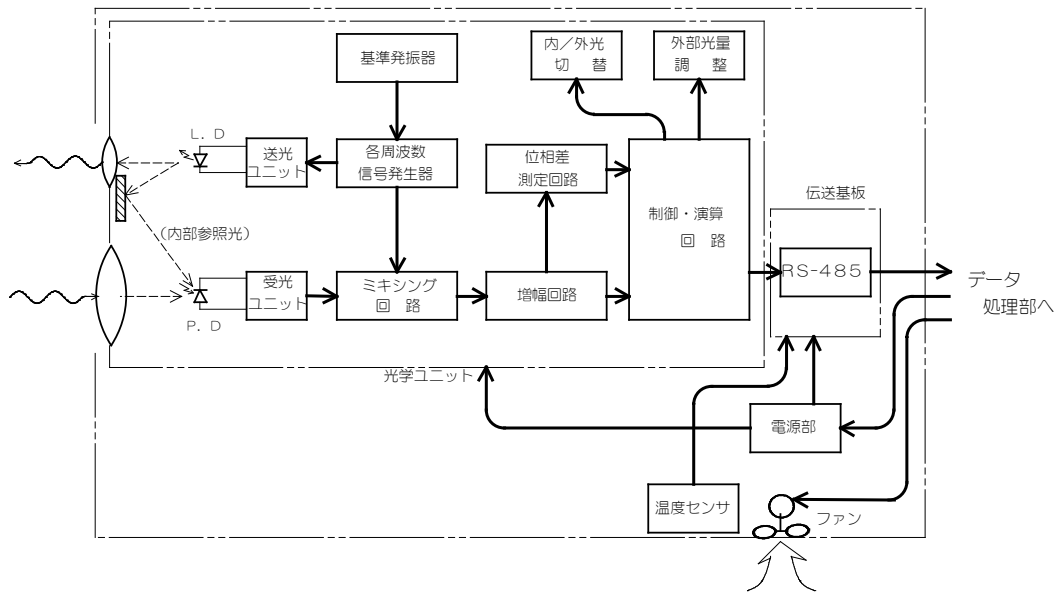 基準発振器
内／外光
切　替
外部光量
調　整
L. D
送光
ユニット
各周波数
信号発生器
位相差
測定回路
制御・演算
回　路
伝送基板
(内部参照光)
RS-485
データ
処理部へ
受光
ユニット
ミキシング
回　路
増幅回路
P. D
光学ユニット
電源部
温度センサ
ファン